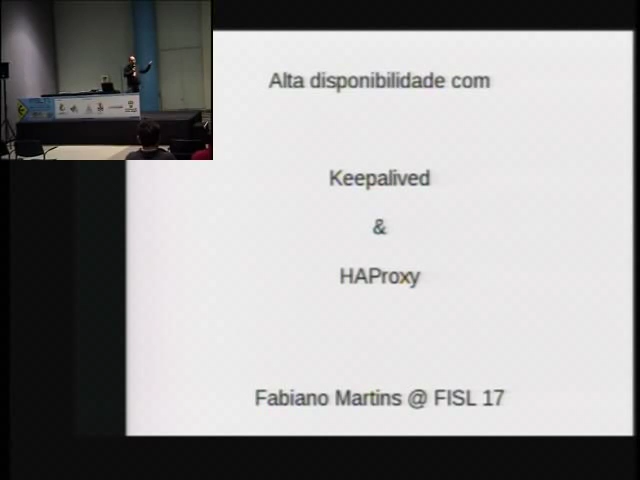 Alta disponibilidade com
Keepalived
&
HAProxy
Fabiano Martins @ FISL 17